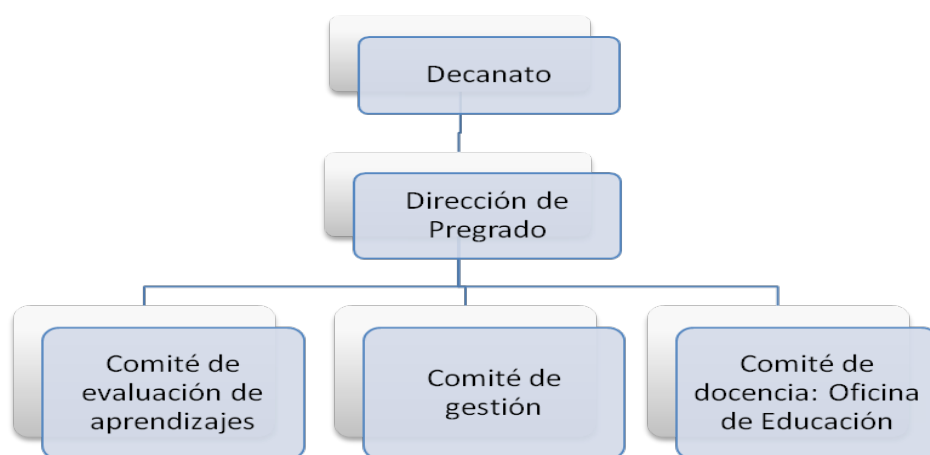 Decanato
Dirección de
Pregrado
Comité de
evaluación de
aprendizajes
Comité de
gestión
Comité de
docencia: Oficina
de Educación